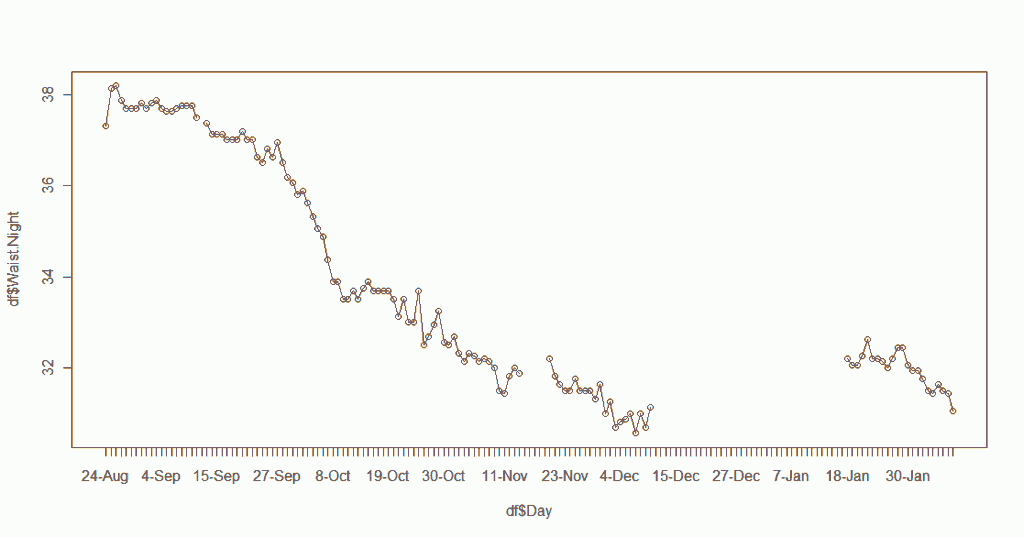 38
36
34
32
df$Waist.Night
24-Aug 4-Sep 15-Sep 27-Sep 8-Oct 19-Oct 30-Oct 11-Nov 23-Nov 4-Dec 15-Dec 27-Dec 7-Jan 18-Jan 30-Jan
df$Day